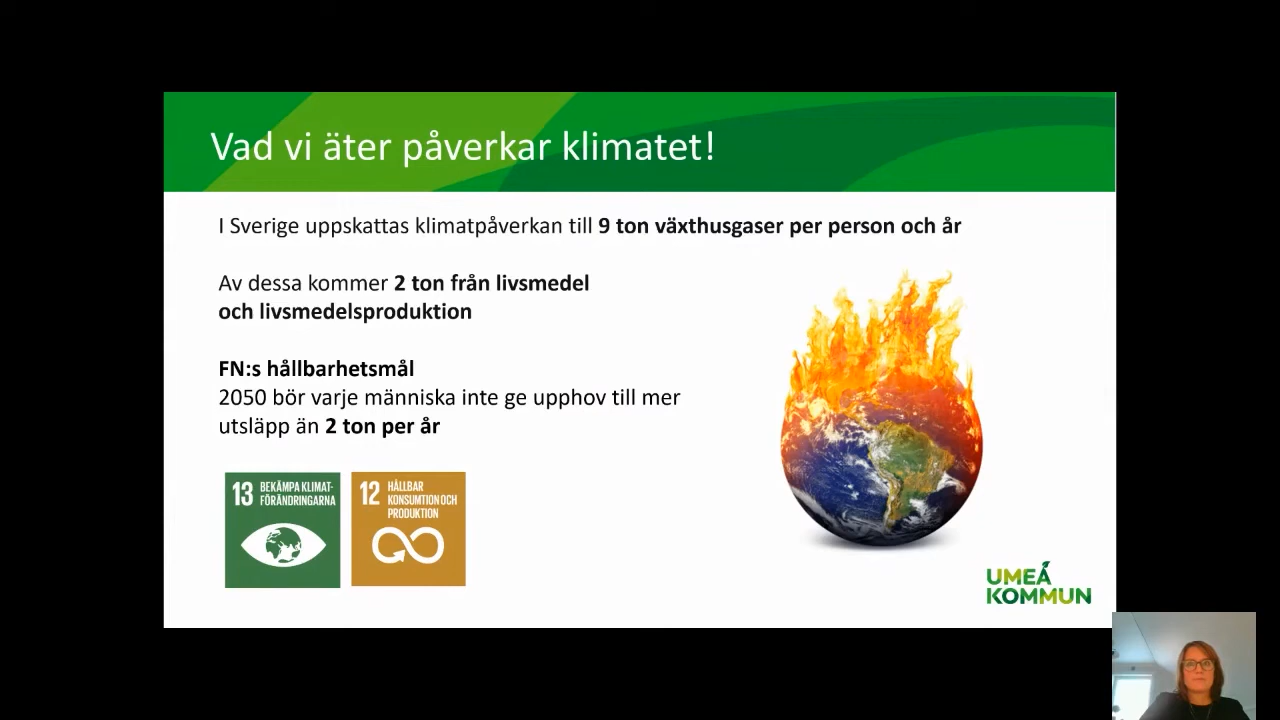 Vad vi äter påverkar klimatet!
I Sverige uppskattas klimatpåverkan till 9 ton växthusgaser per person och år
Av dessa kommer 2 ton från livsmedel
och livsmedelsproduktion
FN:s hållbarhetsmål
2050 bör varje människa inte ge upphov till mer
utsläpp än 2 ton per år
13 BEKÄMPA KLIMAT-
FÖRÄNDRINGARNA
12 HÅLLBAR
KONSUMTION OCH
PRODUKTION
UMEÅ
KOMMUN